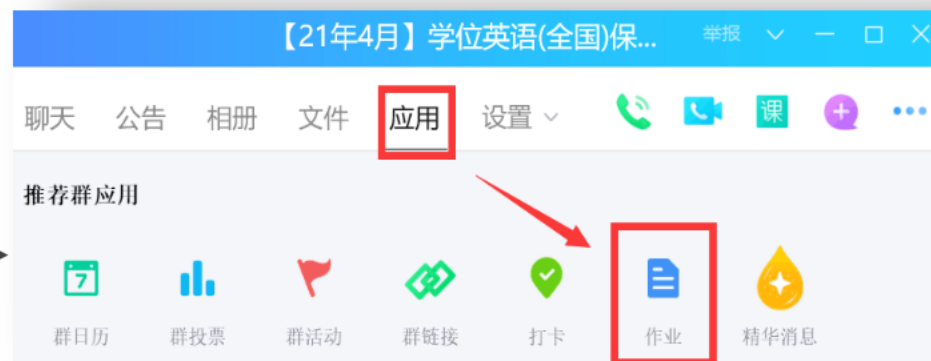 【21年4月】学位英语(全国)保... 举报
聊天 公告 相册 文件 应用 设置 课
推荐群应用
7
群日历 群投票 群活动 群链接 打卡 作业 精华消息